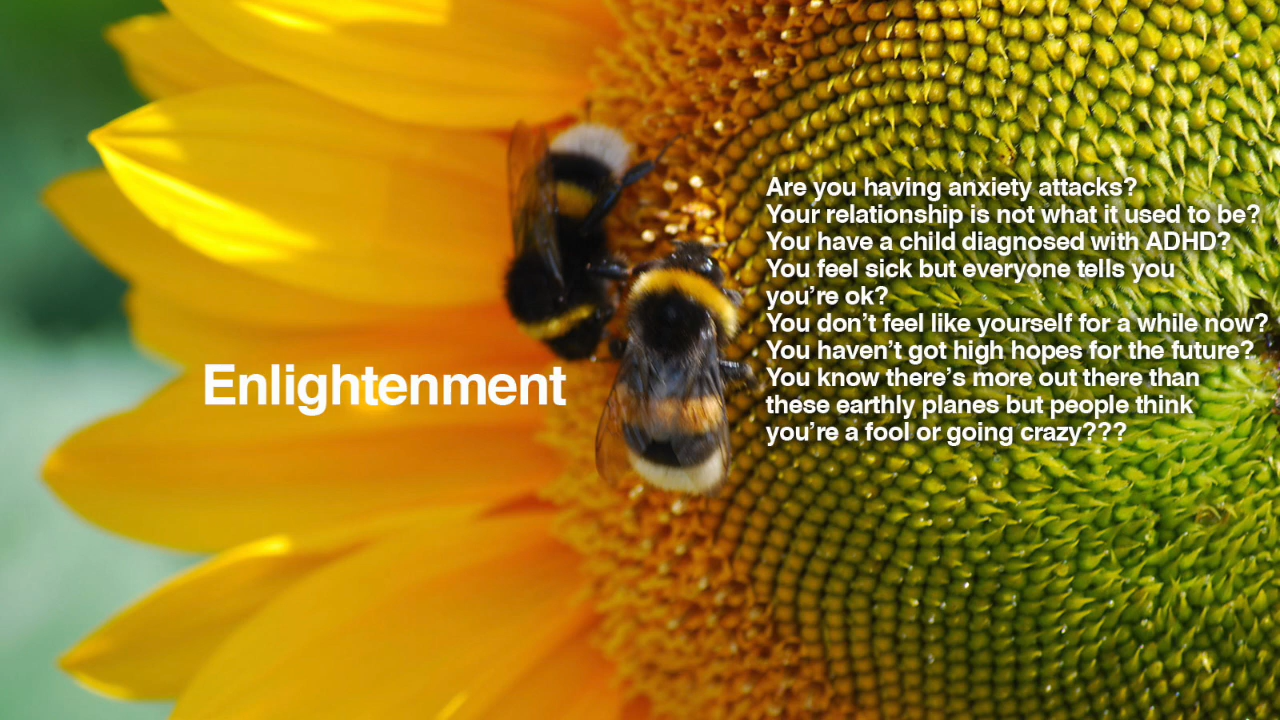 Enlightenment
Are you having anxiety attacks?
Your relationship is not what it used to be?
You have a child diagnosed with ADHD?
You feel sick but everyone tells you
you’re ok?
You don’t feel like yourself for a while now?
You haven’t got high hopes for the future?
You know there’s more out there than
these earthly planes but people think
you’re a fool or going crazy???